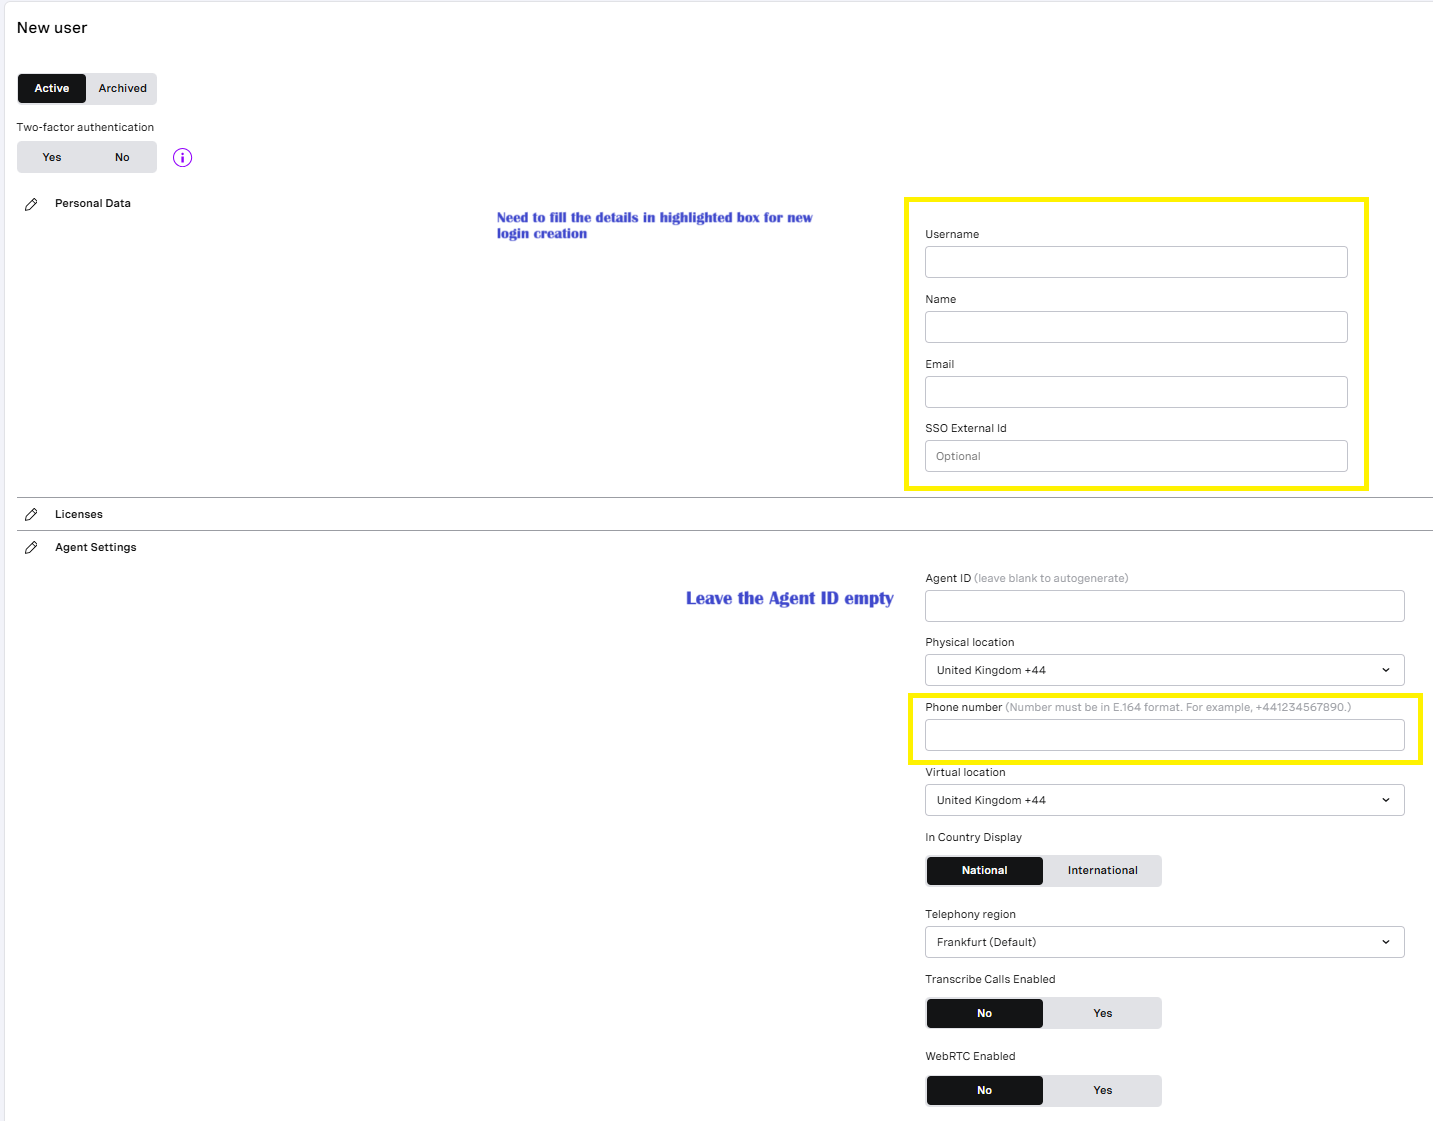 New user
Active Archived
Two-factor authentication
Yes No
Personal Data
Need to fill the details in highlighted box for new
login creation
Username
Name
Email
SSO External Id
Optional
Licenses
Agent Settings
Agent ID (leave blank to autogenerate)
Leave the Agent ID empty
Physical location
United Kingdom +44
Phone number (Number must be in E.164 format. For example, +441234567890.)
Virtual location
United Kingdom +44
In Country Display
National International
Telephony region
Frankfurt (Default)
Transcribe Calls Enabled
No Yes
WebRTC Enabled
No Yes